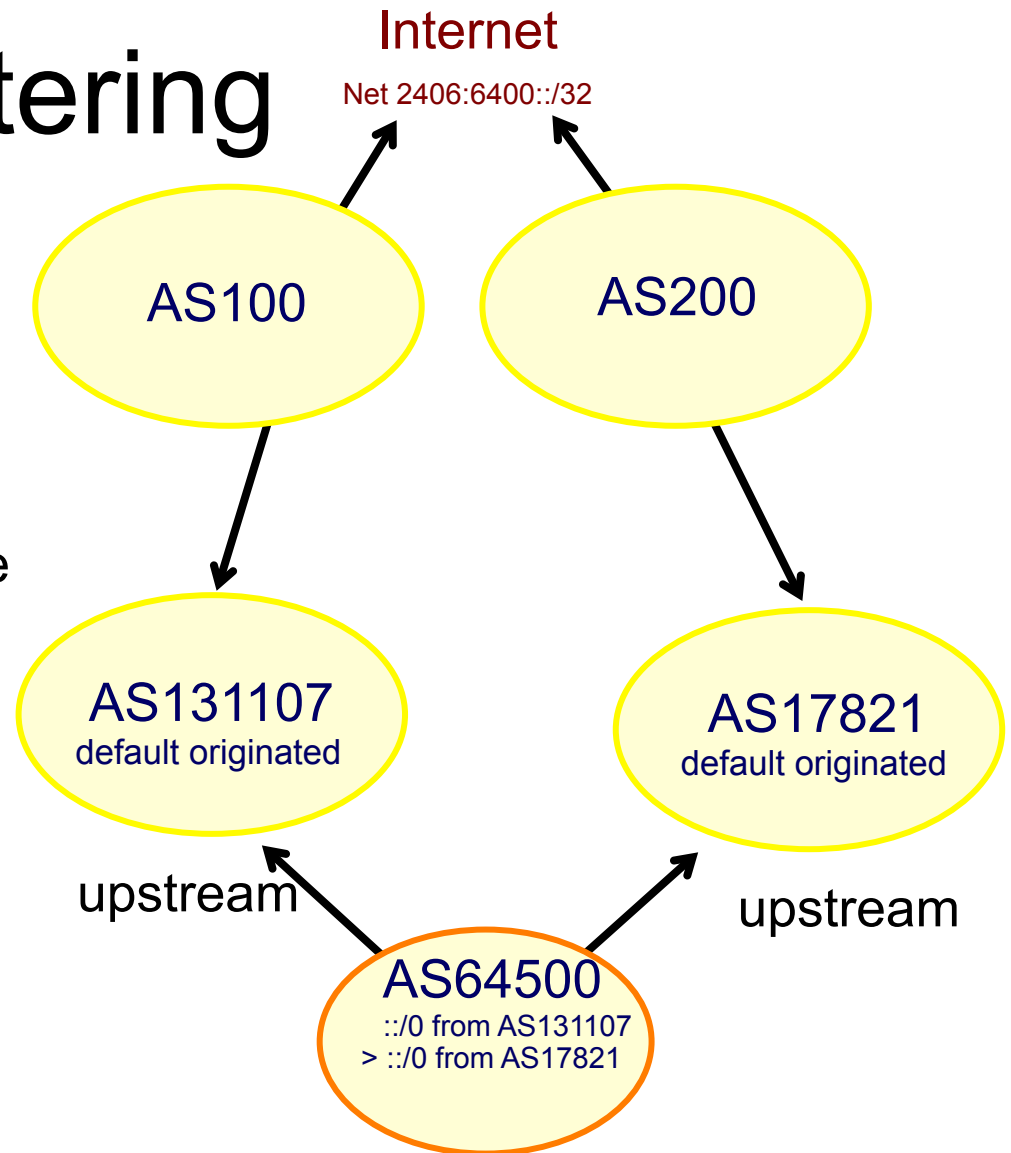 tering
Internet
Net 2406:6400::/32
AS100
AS200
e
AS131107
default originated
AS17821
default originated
upstream
upstream
AS64500
::/0 from AS131107
> ::/0 from AS17821